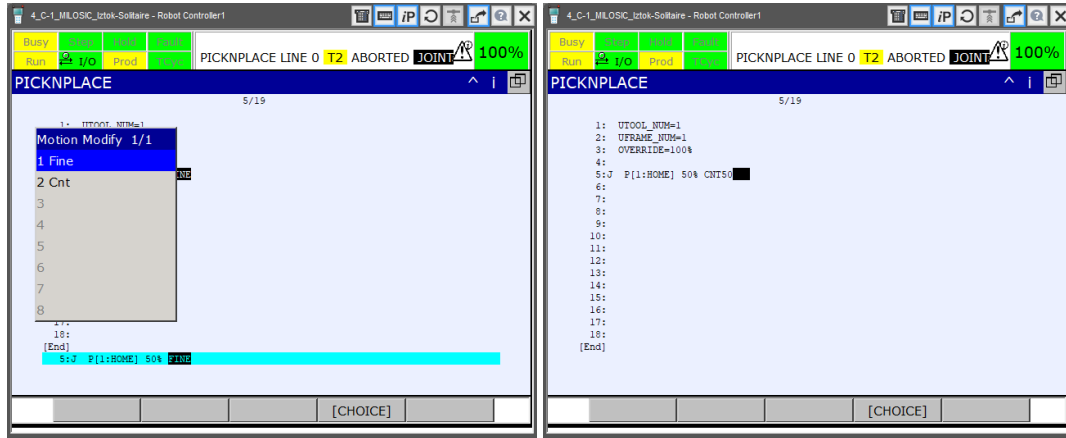 4_C-1_MILOSIC_Iztok-Solitaire - Robot Controller1
iP
Busy Step Hold Fault
Run I/O Prod TCyc
PICKNPLACE LINE 0 T2 ABORTED JOINT 100%
PICKNPLACE
5/19
1: UTOOL_NUM=1
Motion Modify 1/1
1 Fine
2 Cnt
3
4
5
6
7
8
17:
18:
[End]
5:J P[1:HOME] 50% FINE
[CHOICE]
4_C-1_MILOSIC_Iztok-Solitaire - Robot Controller1
iP
Busy Step Hold Fault
Run I/O Prod TCyc
PICKNPLACE LINE 0 T2 ABORTED JOINT 100%
PICKNPLACE
5/19
1: UTOOL_NUM=1
2: UFRAME_NUM=1
3: OVERRIDE=100%
4:
5:J P[1:HOME] 50% CNT50
6:
7:
8:
9:
10:
11:
12:
13:
14:
15:
16:
17:
18:
[End]
[CHOICE]